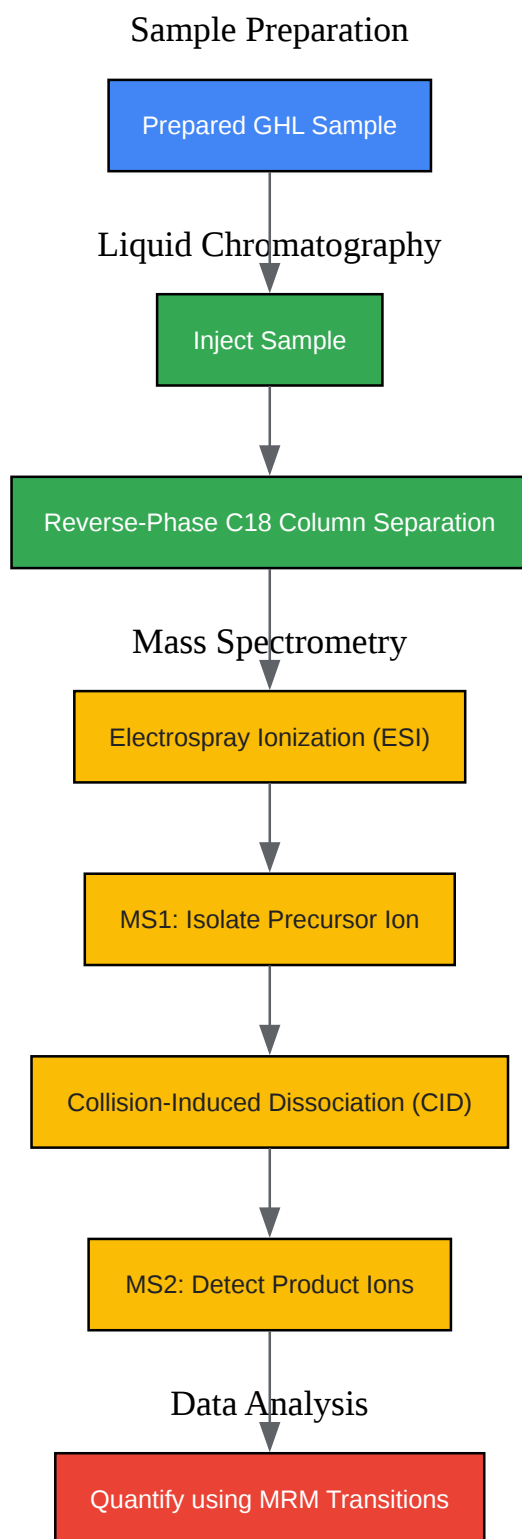 Sample Preparation
Prepared GHL Sample
Liquid Chromatography
Inject Sample
Reverse-Phase C18 Column Separation
Mass Spectrometry
Electrospray Ionization (ESI)
MS1: Isolate Precursor Ion
Collision-Induced Dissociation (CID)
MS2: Detect Product Ions
Data Analysis
Quantify using MRM Transitions